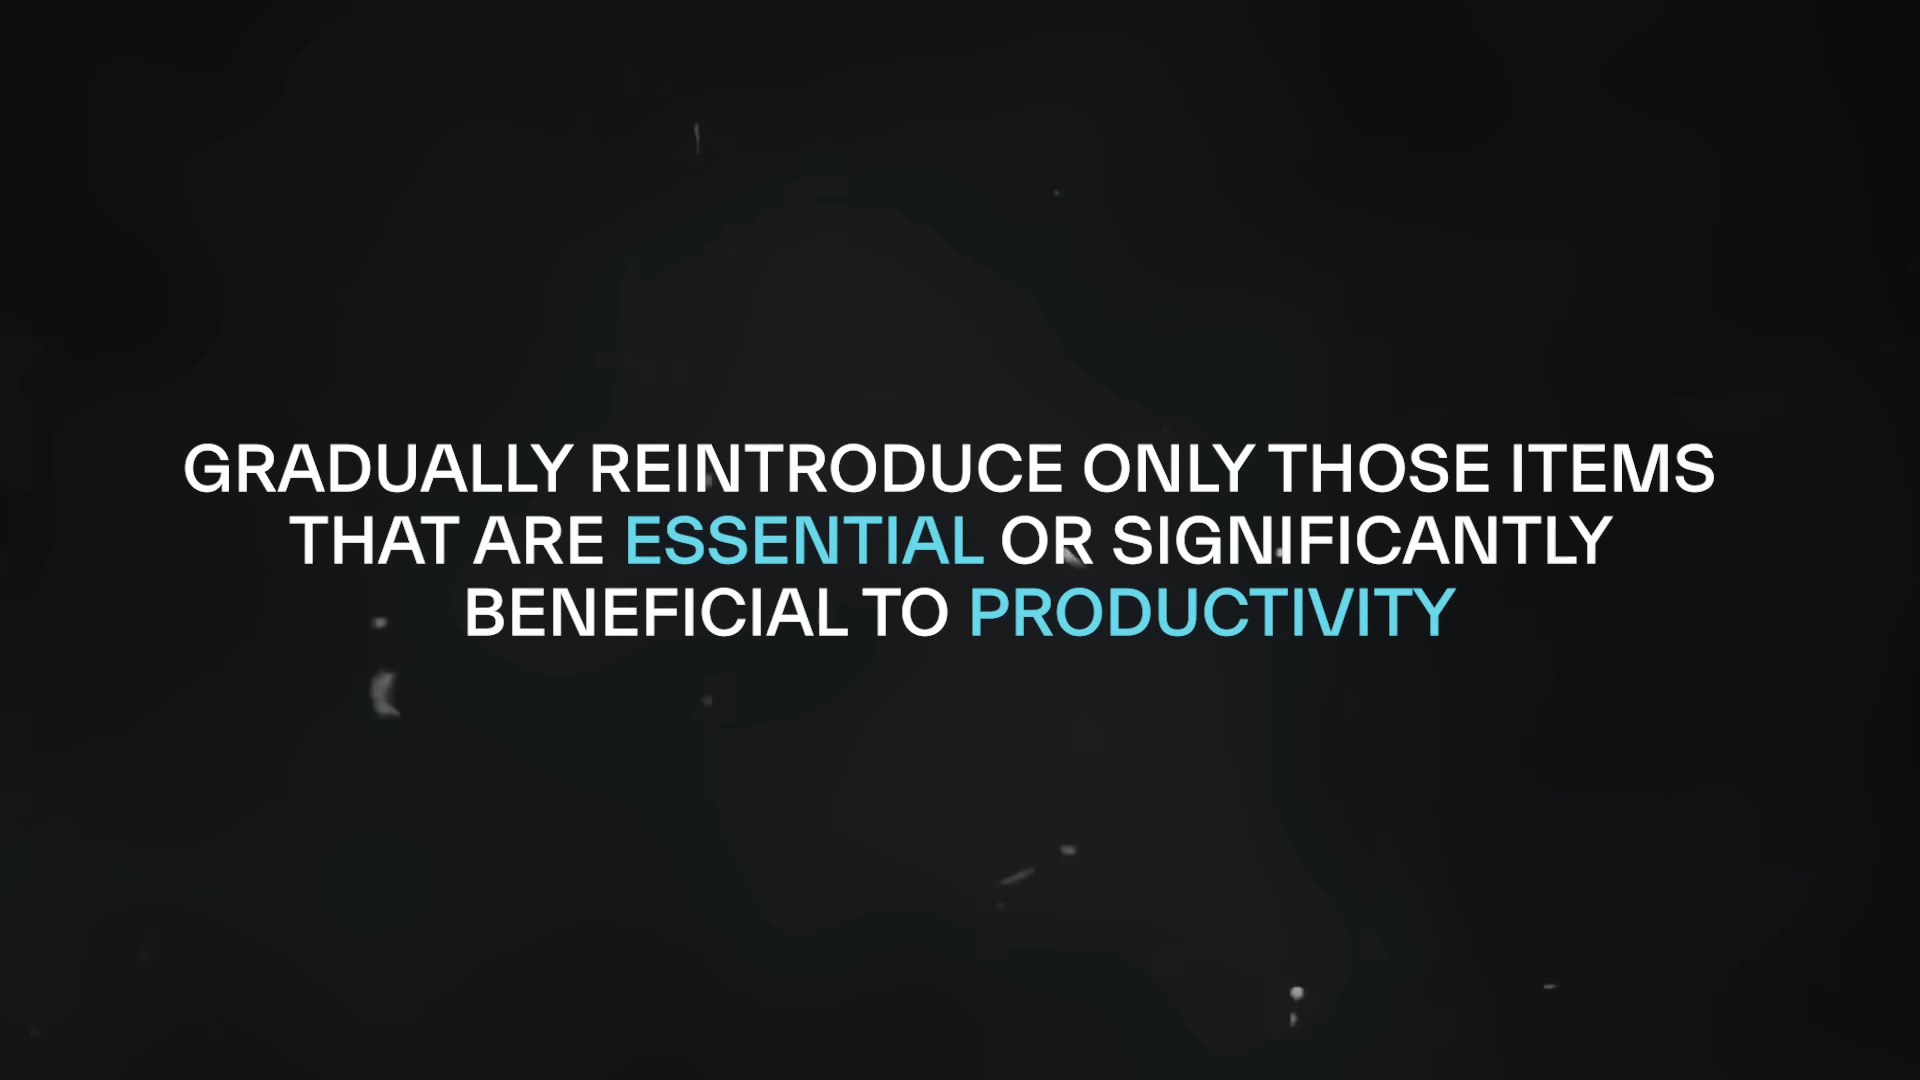 GRADUALLY REINTRODUCE ONLY THOSE ITEMS
THAT ARE ESSENTIAL OR SIGNIFICANTLY
BENEFICIAL TO PRODUCTIVITY